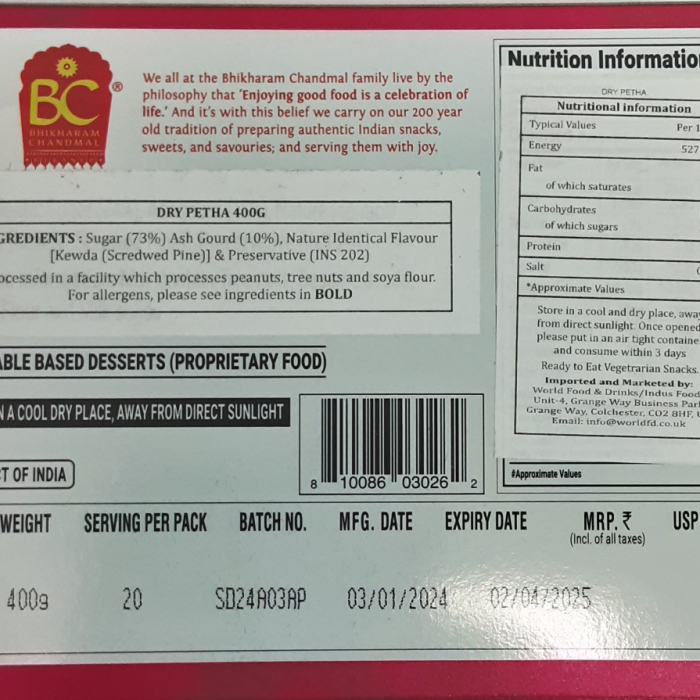 BC®
BHIKHARAM
CHANDMAL
We all at the Bhikharam Chandmal family live by the
philosophy that 'Enjoying good food is a celebration of
life.' And it's with this belief we carry on our 200 year
old tradition of preparing authentic Indian snacks,
sweets, and savouries; and serving them with joy.
DRY PETHA 400G
GREDIENTS : Sugar (73%) Ash Gourd (10%), Nature Identical Flavour
[Kewda (Scredwed Pine)] & Preservative (INS 202)
ocessed in a facility which processes peanuts, tree nuts and soya flour.
For allergens, please see ingredients in BOLD
ABLE BASED DESSERTS (PROPRIETARY FOOD)
N A COOL DRY PLACE, AWAY FROM DIRECT SUNLIGHT
CT OF INDIA
8 10086 03026 2
Nutrition Informatio
DRY PETHA
Nutritional information
Typical Values Per 1
Energy 527
Fat
of which saturates
Carbohydrates
of which sugars
Protein
Salt
*Approximate Values
Store in a cool and dry place, away
from direct sunlight. Once opened
please put in an air tight containe
and consume within 3 days
Ready to Eat Vegetarian Snacks.
Imported and Marketed by:
World Food & Drinks/Indus Food
Unit-4, Grange Way Business Par
Grange Way, Colchester, CO2 8HF, U
Email: info@worldfd.co.uk
#Approximate Values
WEIGHT SERVING PER PACK BATCH NO. MFG. DATE EXPIRY DATE MRP. ₹ USP
(Incl. of all taxes)
400g 20 SD24A03AP 03/01/2024 02/04/2025